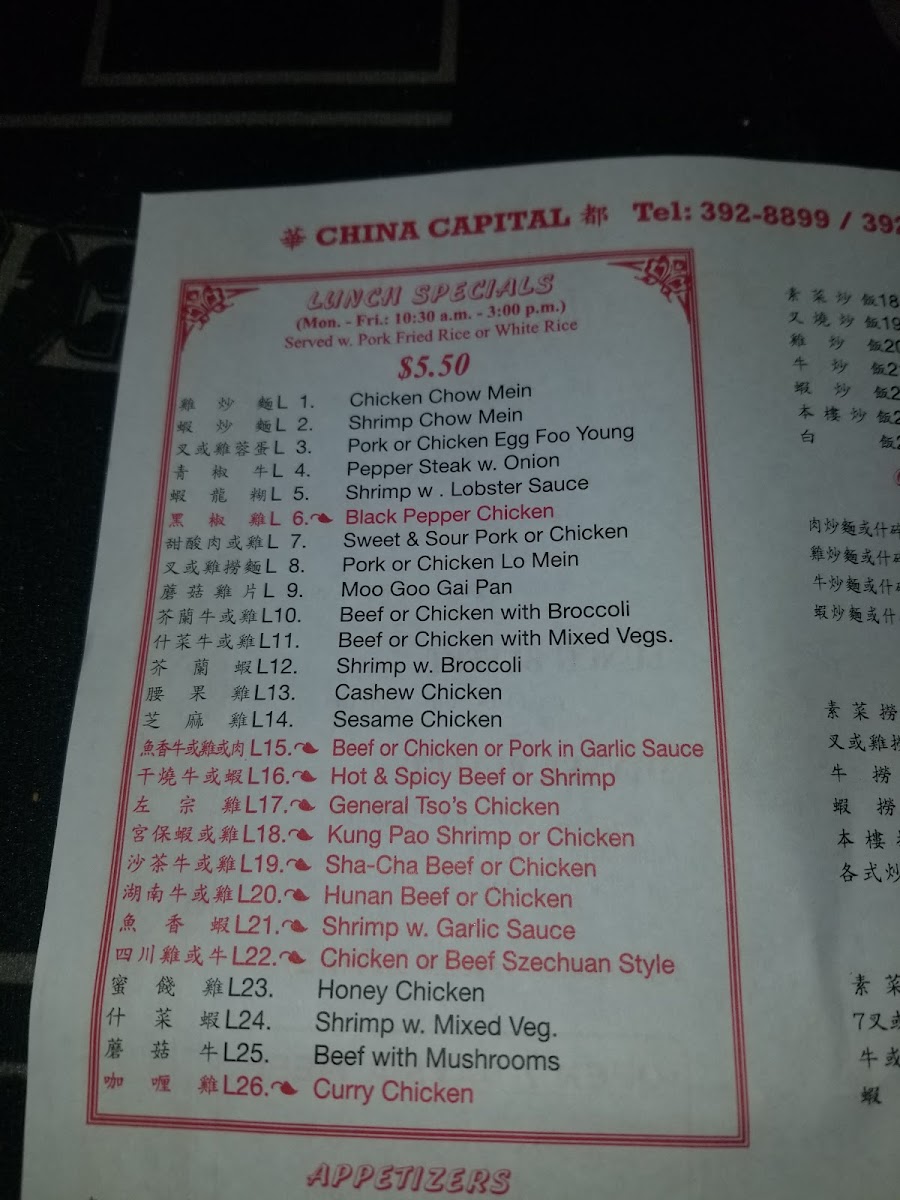 華 CHINA CAPITAL 都 Tel: 392-8899 / 392
LUNCH SPECIALS
(Mon. - Fri.: 10:30 a.m. - 3:00 p.m.)
Served w. Pork Fried Rice or White Rice
$5.50
雞炒麵 L 1. Chicken Chow Mein
蝦炒麵 L 2. Shrimp Chow Mein
叉或雞蓉蛋 L 3. Pork or Chicken Egg Foo Young
青椒牛 L 4. Pepper Steak w. Onion
蝦龍糊 L 5. Shrimp w . Lobster Sauce
黑椒雞 L 6. Black Pepper Chicken
甜酸肉或雞 L 7. Sweet & Sour Pork or Chicken
叉或雞撈麵 L 8. Pork or Chicken Lo Mein
蘑菇雞片 L 9. Moo Goo Gai Pan
芥蘭牛或雞 L10. Beef or Chicken with Broccoli
什菜牛或雞 L11. Beef or Chicken with Mixed Vegs.
芥蘭蝦 L12. Shrimp w. Broccoli
腰果雞 L13. Cashew Chicken
芝麻雞 L14. Sesame Chicken
魚香牛或雞或肉 L15. Beef or Chicken or Pork in Garlic Sauce
干燒牛或蝦 L16. Hot & Spicy Beef or Shrimp
左宗雞 L17. General Tso's Chicken
宮保蝦或雞 L18. Kung Pao Shrimp or Chicken
沙茶牛或雞 L19. Sha-Cha Beef or Chicken
湖南牛或雞 L20. Hunan Beef or Chicken
魚香蝦 L21. Shrimp w. Garlic Sauce
四川雞或牛 L22. Chicken or Beef Szechuan Style
蜜餞雞 L23. Honey Chicken
什菜蝦 L24. Shrimp w. Mixed Veg.
蘑菇牛 L25. Beef with Mushrooms
咖喱雞 L26. Curry Chicken
APPETIZERS
素菜炒飯 18
叉燒炒飯 19
雞炒飯 20
牛炒飯 2
蝦炒飯 2
本樓炒飯 2
白飯 2
肉炒麵或什碎
雞炒麵或什碎
牛炒麵或什碎
蝦炒麵或什
素菜撈
叉或雞撈
牛撈
蝦撈
本樓
各式炒
素菜
7叉或
牛或
蝦